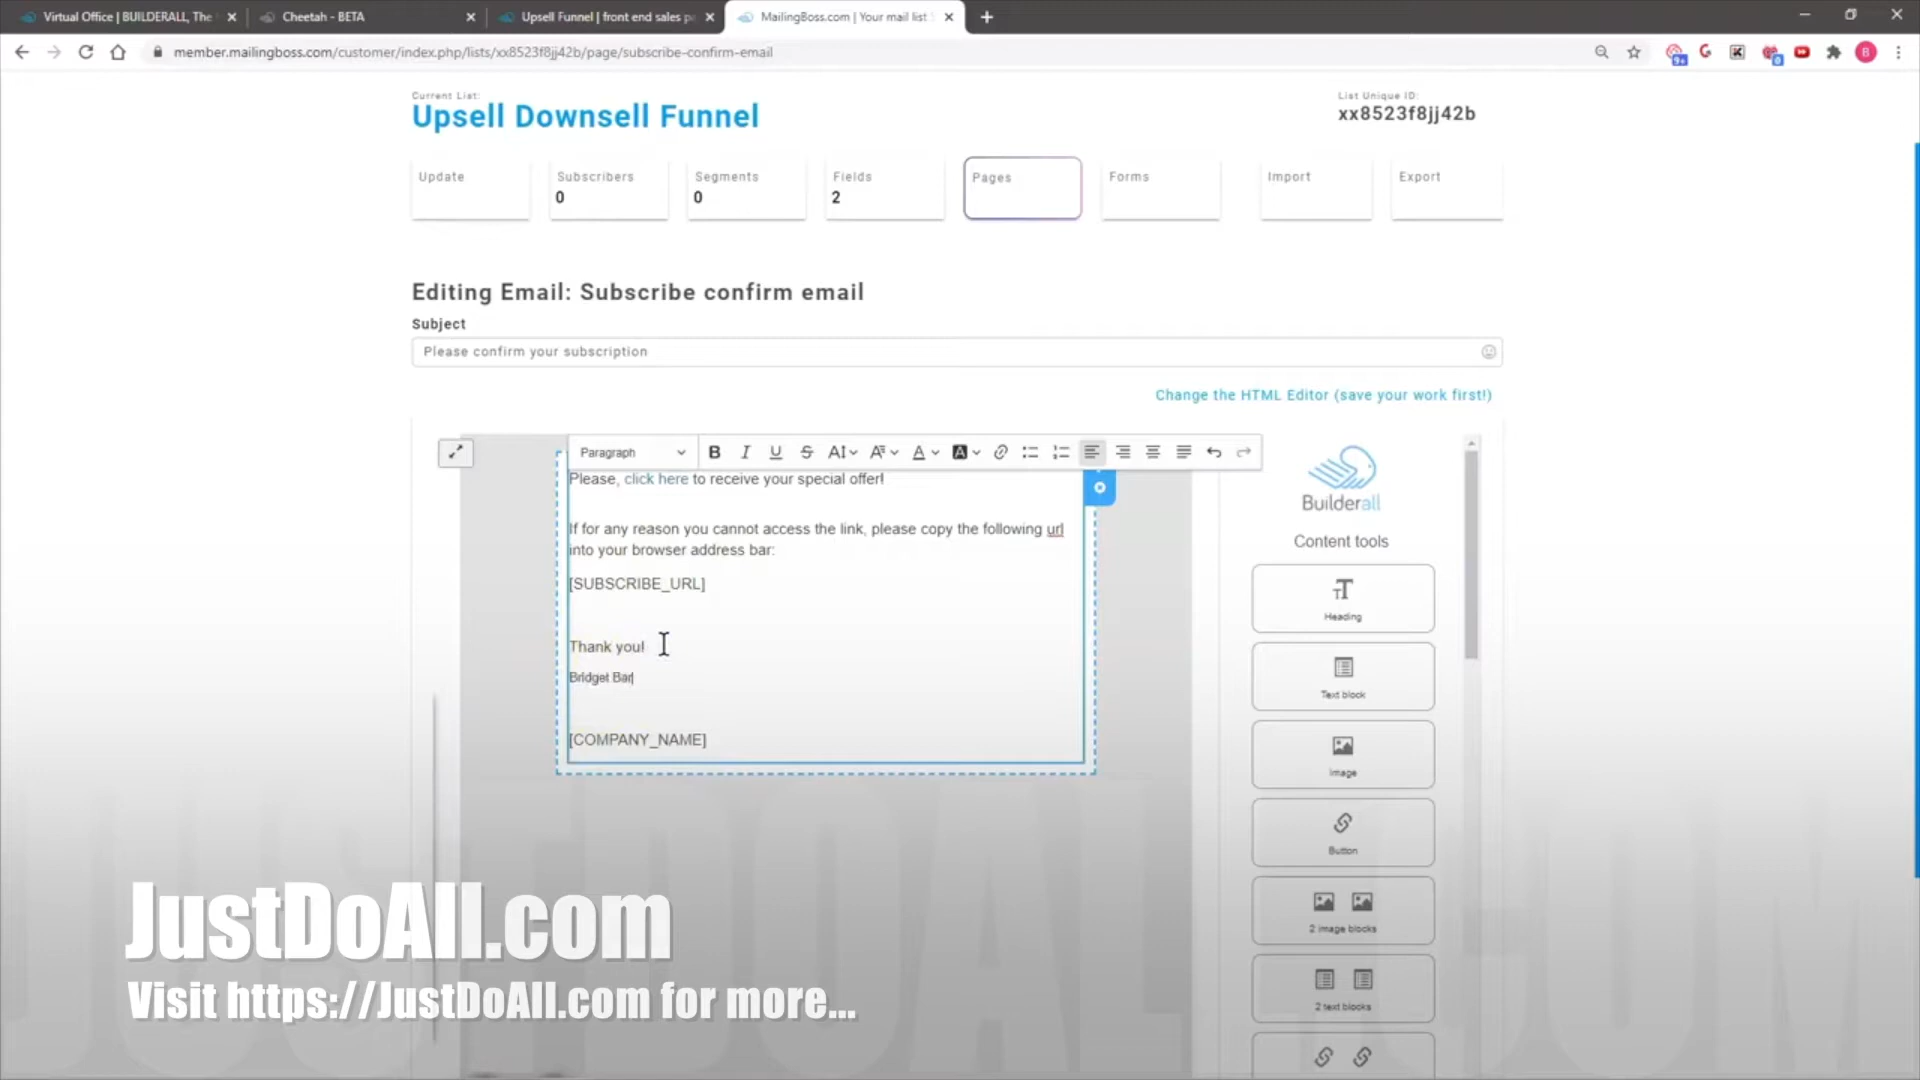 Virtual Office | BUILDERALL, The
Cheetah - BETA
Upsell Funnel | front end sales p
MailingBoss.com | Your mail list
member.mailingboss.com/customer/index.php/lists/xx8523f8jj42b/page/subscribe-confirm-email
9+
G
B
Current List:
Upsell Downsell Funnel
List Unique ID:
xx8523f8jj42b
Update
Subscribers
0
Segments
0
Fields
2
Pages
Forms
Import
Export
Editing Email: Subscribe confirm email
Subject
Please confirm your subscription
Change the HTML Editor (save your work first!)
Paragraph
Please, click here to receive your special offer!
If for any reason you cannot access the link, please copy the following url
into your browser address bar:
[SUBSCRIBE_URL]
Thank you!
Bridget Bar
[COMPANY_NAME]
Builderall
Content tools
Heading
Text block
Image
Button
2 image blocks
2 text blocks
JustDoAll.com
Visit https://JustDoAll.com for more...
JUSTDOALL.COM